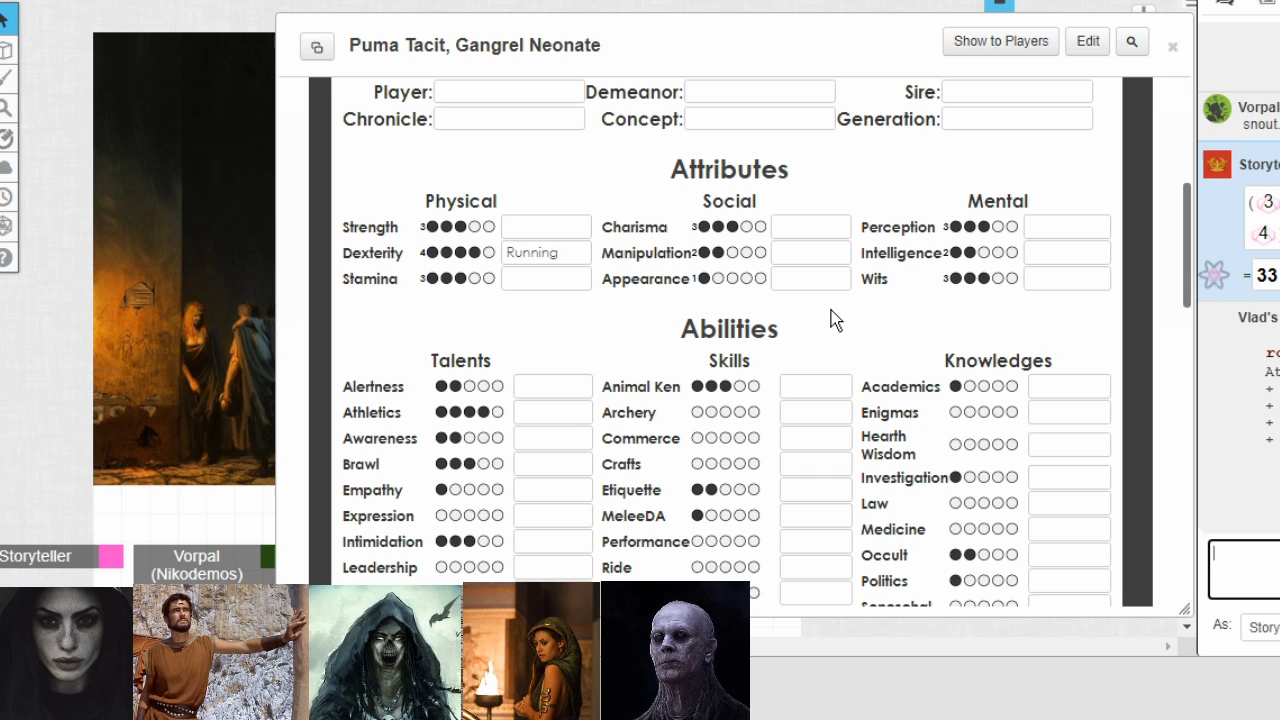 Puma Tacit, Gangrel Neonate
Show to Players
Edit
Player: Demeanor: Sire:
Chronicle: Concept: Generation:
Attributes
Physical Social Mental
Strength 3 Charisma 3 Perception 3
Dexterity 4 Running Manipulation 2 Intelligence 2
Stamina 3 Appearance 1 Wits 3
Abilities
Talents Skills Knowledges
Alertness Animal Ken Academics
Athletics Archery Enigmas
Awareness Commerce Hearth
Wisdom
Brawl Crafts
Empathy Etiquette Investigation
Expression MeleeDA Law
Intimidation Performance Medicine
Leadership Ride Occult
Politics
Vorpal
snout.
Storyte
( 3
4
= 33
Vlad's
ro
At
+
+
+
+
As: Story
Storyteller
Vorpal
(Nikodemos)